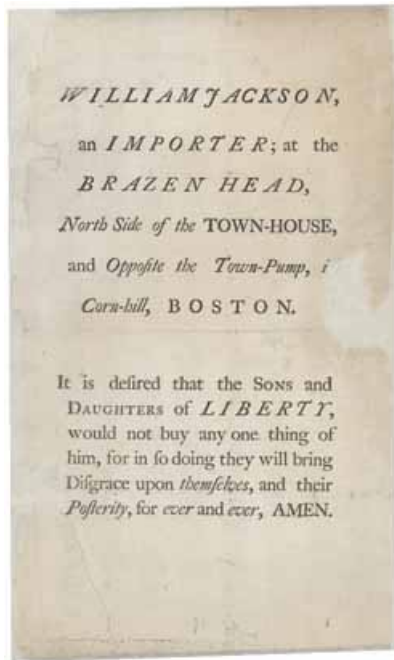 WILLIAM JACKSON,
an IMPORTER; at the
BRAZEN HEAD,
North Side of the TOWN-HOUSE,
and Oppoſite the Town-Pump, i
Corn-hill, BOSTON.
It is deſired that the SONS and
DAUGHTERS of LIBERTY,
would not buy any one thing of
him, for in ſo doing they will bring
Diſgrace upon themſelves, and their
Poſterity, for ever and ever, AMEN.